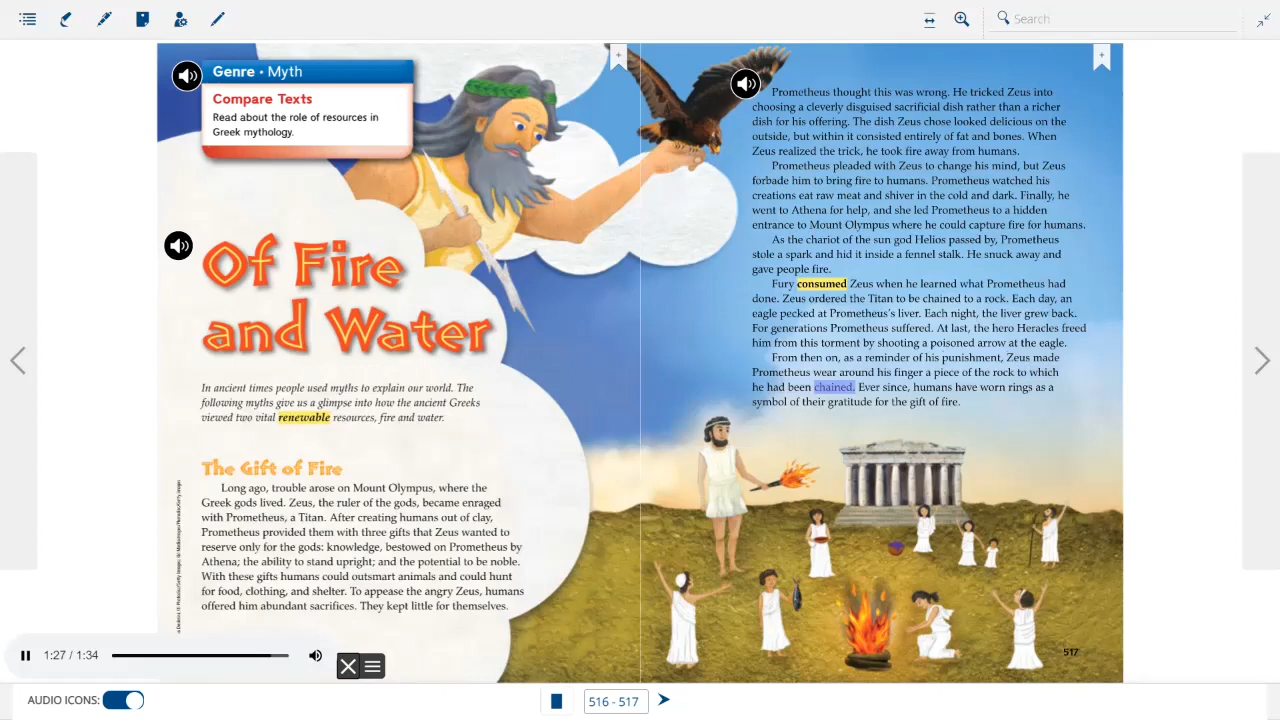 Search
Genre • Myth
Compare Texts
Read about the role of resources in
Greek mythology.
Of Fire
and Water
In ancient times people used myths to explain our world. The
following myths give us a glimpse into how the ancient Greeks
viewed two vital renewable resources, fire and water.
The Gift of Fire
Long ago, trouble arose on Mount Olympus, where the
Greek gods lived. Zeus, the ruler of the gods, became enraged
with Prometheus, a Titan. After creating humans out of clay,
Prometheus provided them with three gifts that Zeus wanted to
reserve only for the gods: knowledge, bestowed on Prometheus by
Athena; the ability to stand upright; and the potential to be noble.
With these gifts humans could outsmart animals and could hunt
for food, clothing, and shelter. To appease the angry Zeus, humans
offered him abundant sacrifices. They kept little for themselves.
Prometheus thought this was wrong. He tricked Zeus into
choosing a cleverly disguised sacrificial dish rather than a richer
dish for his offering. The dish Zeus chose looked delicious on the
outside, but within it consisted entirely of fat and bones. When
Zeus realized the trick, he took fire away from humans.
Prometheus pleaded with Zeus to change his mind, but Zeus
forbade him to bring fire to humans. Prometheus watched his
creations eat raw meat and shiver in the cold and dark. Finally, he
went to Athena for help, and she led Prometheus to a hidden
entrance to Mount Olympus where he could capture fire for humans.
As the chariot of the sun god Helios passed by, Prometheus
stole a spark and hid it inside a fennel stalk. He snuck away and
gave people fire.
Fury consumed Zeus when he learned what Prometheus had
done. Zeus ordered the Titan to be chained to a rock. Each day, an
eagle pecked at Prometheus's liver. Each night, the liver grew back.
For generations Prometheus suffered. At last, the hero Heracles freed
him from this torment by shooting a poisoned arrow at the eagle.
From then on, as a reminder of his punishment, Zeus made
Prometheus wear around his finger a piece of the rock to which
he had been chained. Ever since, humans have worn rings as a
symbol of their gratitude for the gift of fire.
517
1:27 / 1:34
AUDIO ICONS:
516 - 517